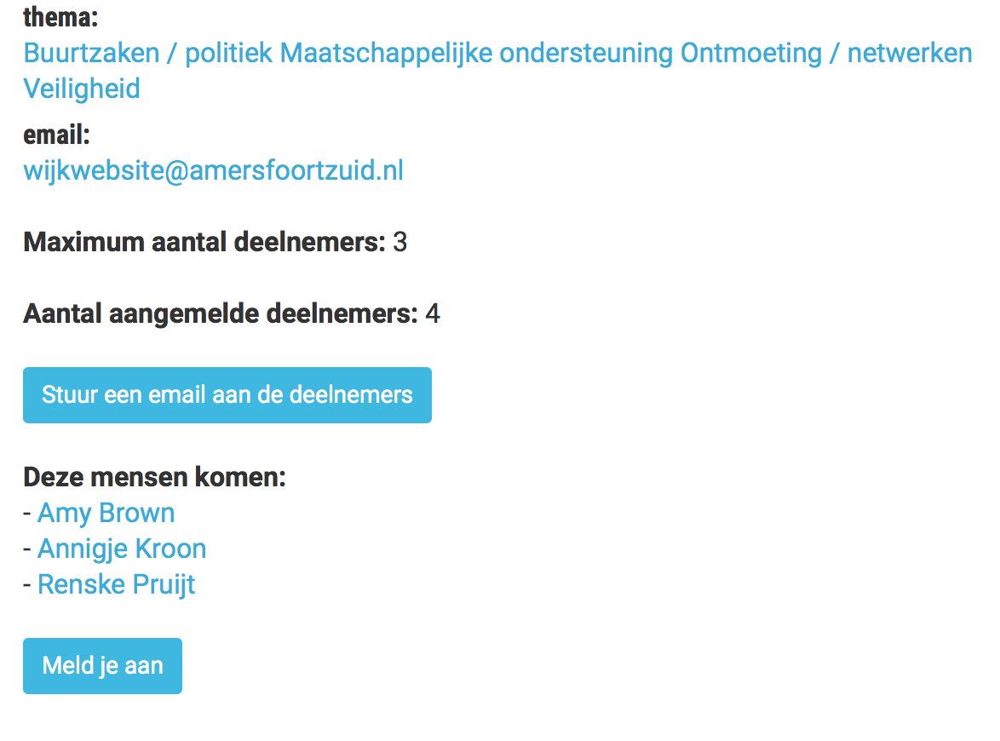 thema:
Buurtzaken / politiek Maatschappelijke ondersteuning Ontmoeting / netwerken
Veiligheid
email:
wijkwebsite@amersfoortzuid.nl
Maximum aantal deelnemers: 3
Aantal aangemelde deelnemers: 4
Stuur een email aan de deelnemers
Deze mensen komen:
- Amy Brown
- Annigje Kroon
- Renske Pruijt
Meld je aan